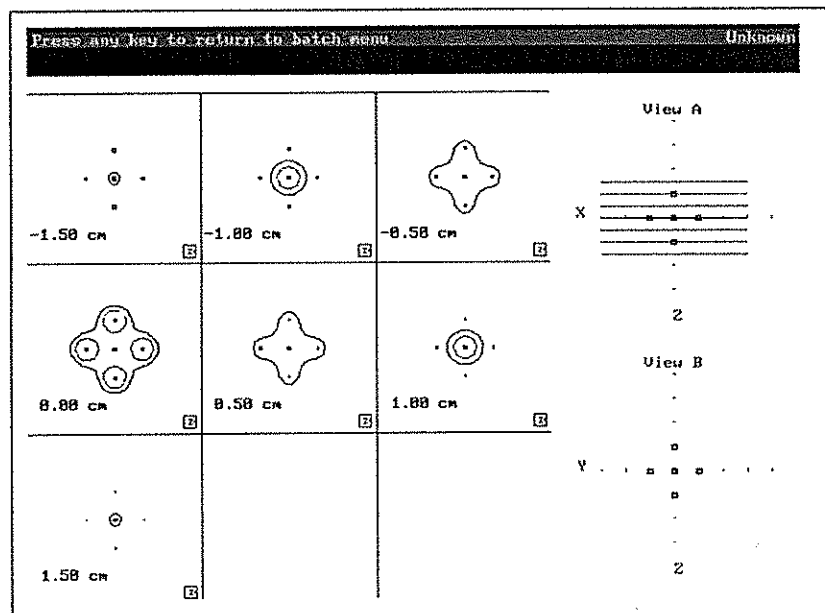 Press any key to return to batch menu Unknown
View A
-1.50 cm
Z
-1.00 cm
Z
-0.50 cm
Z
X
Z
View B
0.00 cm
Z
0.50 cm
Z
1.00 cm
Z
Y
Z
1.50 cm
Z